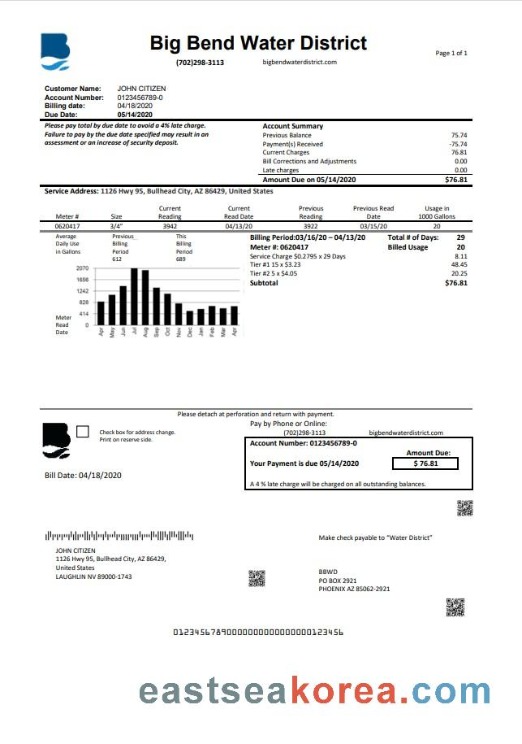 Big Bend Water District
Page 1 of 1
(702)298-3113 bigbendwaterdistrict.com
Customer Name: JOHN CITIZEN
Account Number: 0123456789-0
Billing date: 04/18/2020
Due Date: 05/14/2020
Please pay total by due date to avoid a 4% late charge.
Failure to pay by the due date specified may result in an
assessment or an increase of security deposit.
Account Summary
Previous Balance 75.74
Payment(s) Received -75.74
Current Charges 76.81
Bill Corrections and Adjustments 0.00
Late charges 0.00
Amount Due on 05/14/2020 $76.81
Service Address: 1126 Hwy 95, Bullhead City, AZ 86429, United States
Current Current Previous Previous Read Usage in
Meter # Size Reading Read Date Reading Date 1000 Gallons
0620417 3/4" 3942 04/13/20 3922 03/15/20 20
Average Previous This
Daily Use Billing Billing
in Gallons Period Period
612 689
2070
1656
1242
828
414
0
Meter
Read
Date
Apr May Jun Jul Aug Sep Oct Nov Dec Jan Feb Mar Apr
Billing Period:03/16/20 – 04/13/20 Total # of Days: 29
Meter #: 0620417 Billed Usage 20
Service Charge $0.2795 x 29 Days 8.11
Tier #1 15 x $3.23 48.45
Tier #2 5 x $4.05 20.25
Subtotal $76.81
Please detach at perforation and return with payment.
Check box for address change.
Print on reserve side.
Pay by Phone or Online:
(702)298-3113 bigbendwaterdistrict.com
Account Number: 0123456789-0
Amount Due:
Your Payment is due 05/14/2020 $ 76.81
A 4 % late charge will be charged on all outstanding balances.
Bill Date: 04/18/2020
Make check payable to "Water District"
JOHN CITIZEN
1126 Hwy 95, Bullhead City, AZ 86429,
United States
LAUGHLIN NV 89000-1743
BBWD
PO BOX 2921
PHOENIX AZ 85062-2921
eastseakorea.com